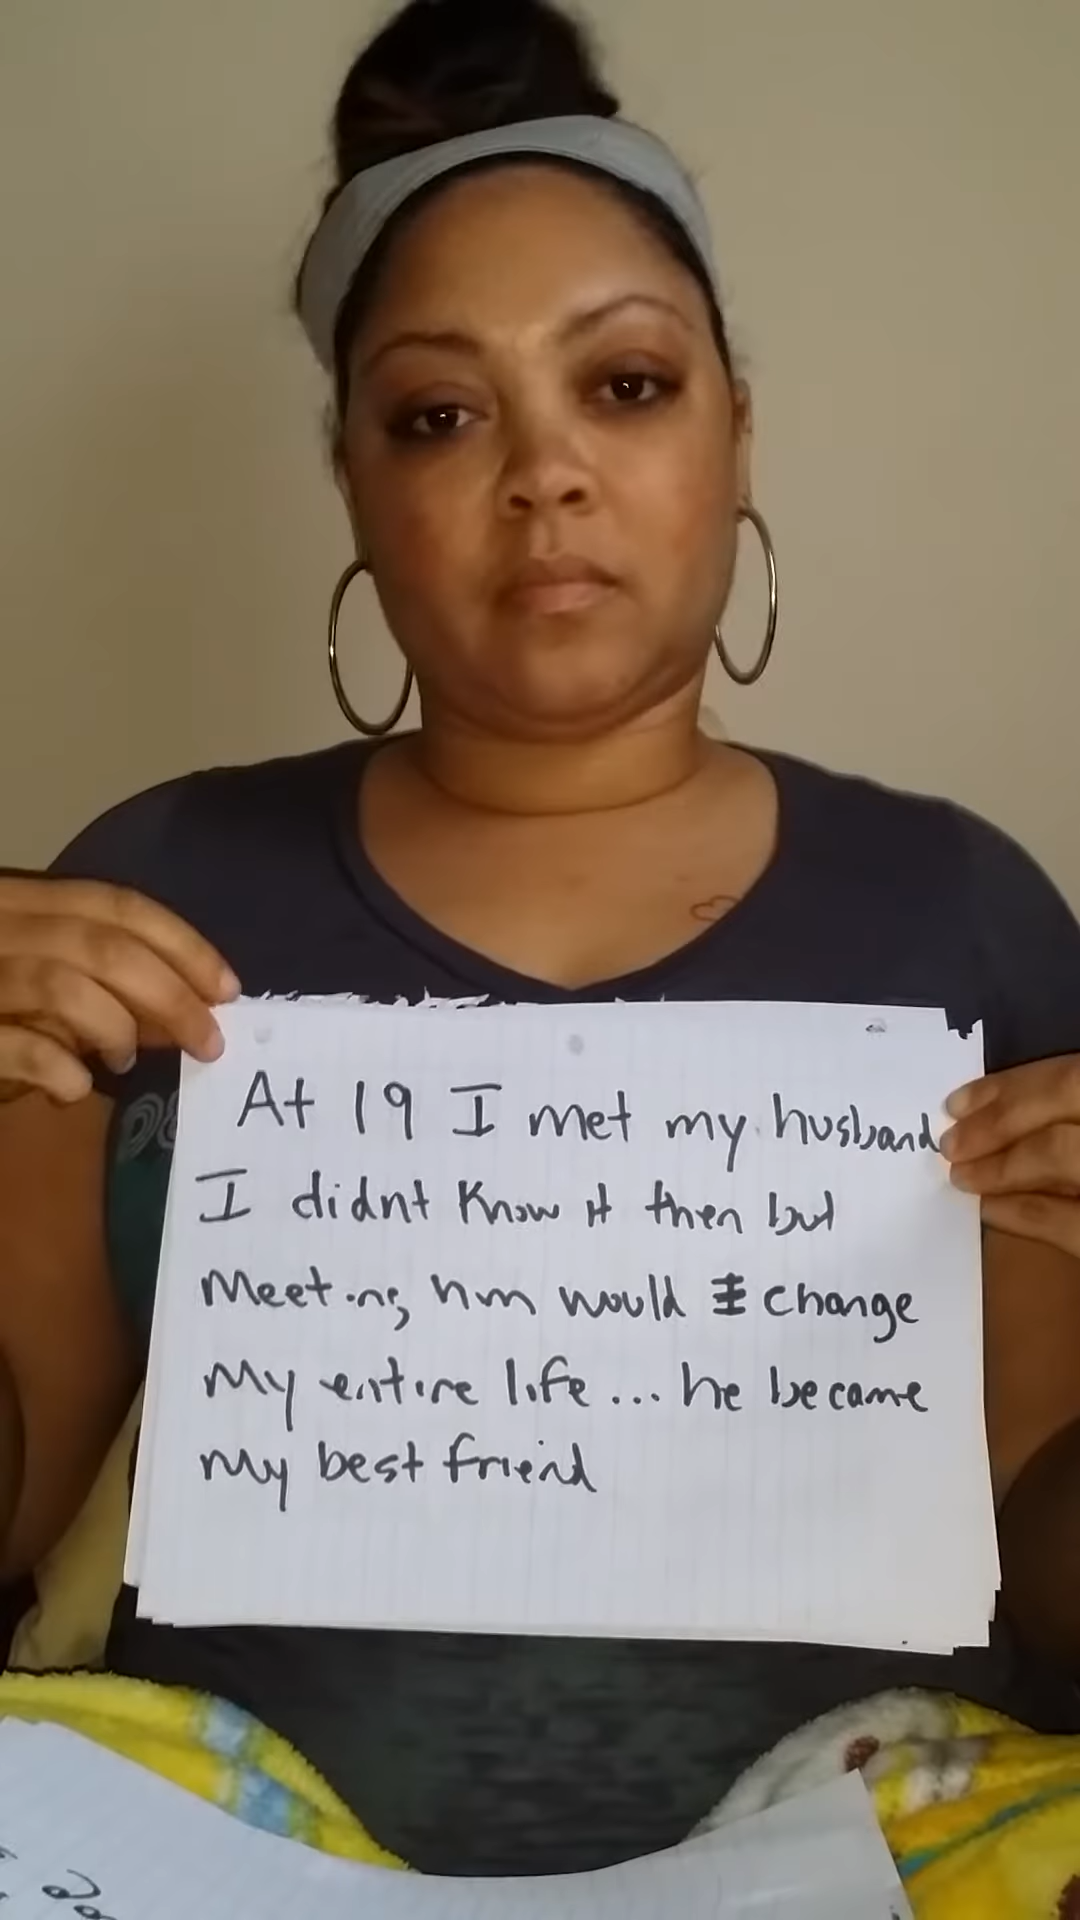 At 19 I met my husband
I didnt know it then but
Meeting him would change
My entire life... he became
My best friend